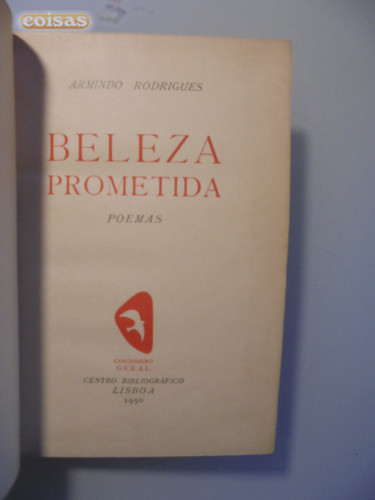 coisas
ARMINDO RODRIGUES
BELEZA
PROMETIDA
POEMAS
CANCIONEIRO
GERAL
CENTRO BIBLIOGRÁFICO
LISBOA
1950